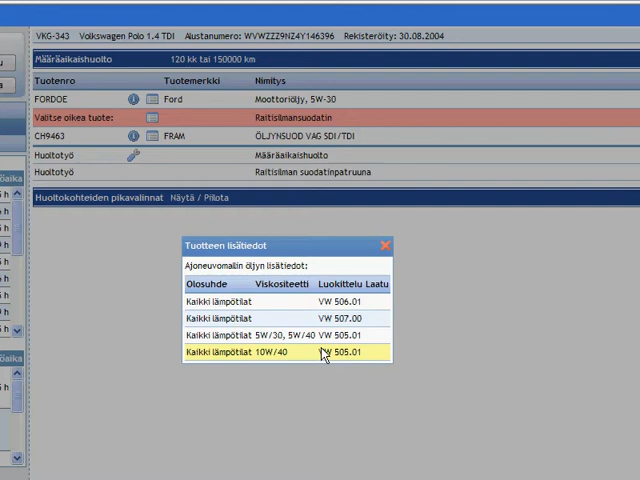 VKG-343 Volkswagen Polo 1.4 TDI Alustanumero: WVWZZZ9NZ4Y146396 Rekisteröity: 30.08.2004
Määräaikaishuolto 120 kk tai 150000 km
Tuotenro Tuotemerkki Nimitys
FORDOE Ford Moottoriöljy, 5W-30
Valitse oikea tuote: Raitisilmansuodatin
CH9463 FRAM ÖLJYNSUOD VAG SDI/TDI
Huoltotyö Määräaikaishuolto
Huoltotyö Raitisilman suodatinpatruuna
Huoltokohteiden pikavalinnat Näytä / Piilota
Tuotteen lisätiedot
Ajoneuvomallin öljyn lisätiedot:
Olosuhde Viskositeetti Luokittelu Laatu
Kaikki lämpötilat VW 506.01
Kaikki lämpötilat VW 507.00
Kaikki lämpötilat 5W/30, 5W/40 VW 505.01
Kaikki lämpötilat 10W/40 VW 505.01